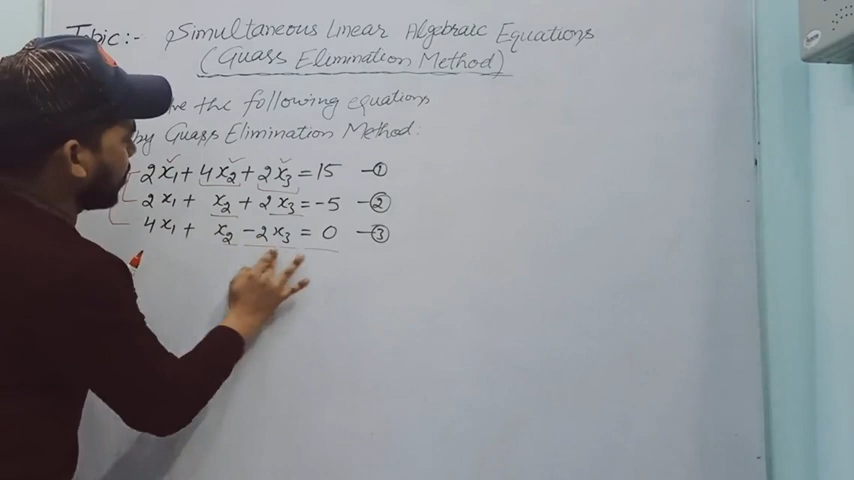 Topic:- Simultaneous Linear Algebraic Equations
(Guass Elimination Method)
the following equations
by Guass Elimination Method.
2x₁ + 4x₂ + 2x₃ = 15 —①
2x₁ + x₂ + 2x₃ = -5 —②
4x₁ + x₂ - 2x₃ = 0 —③